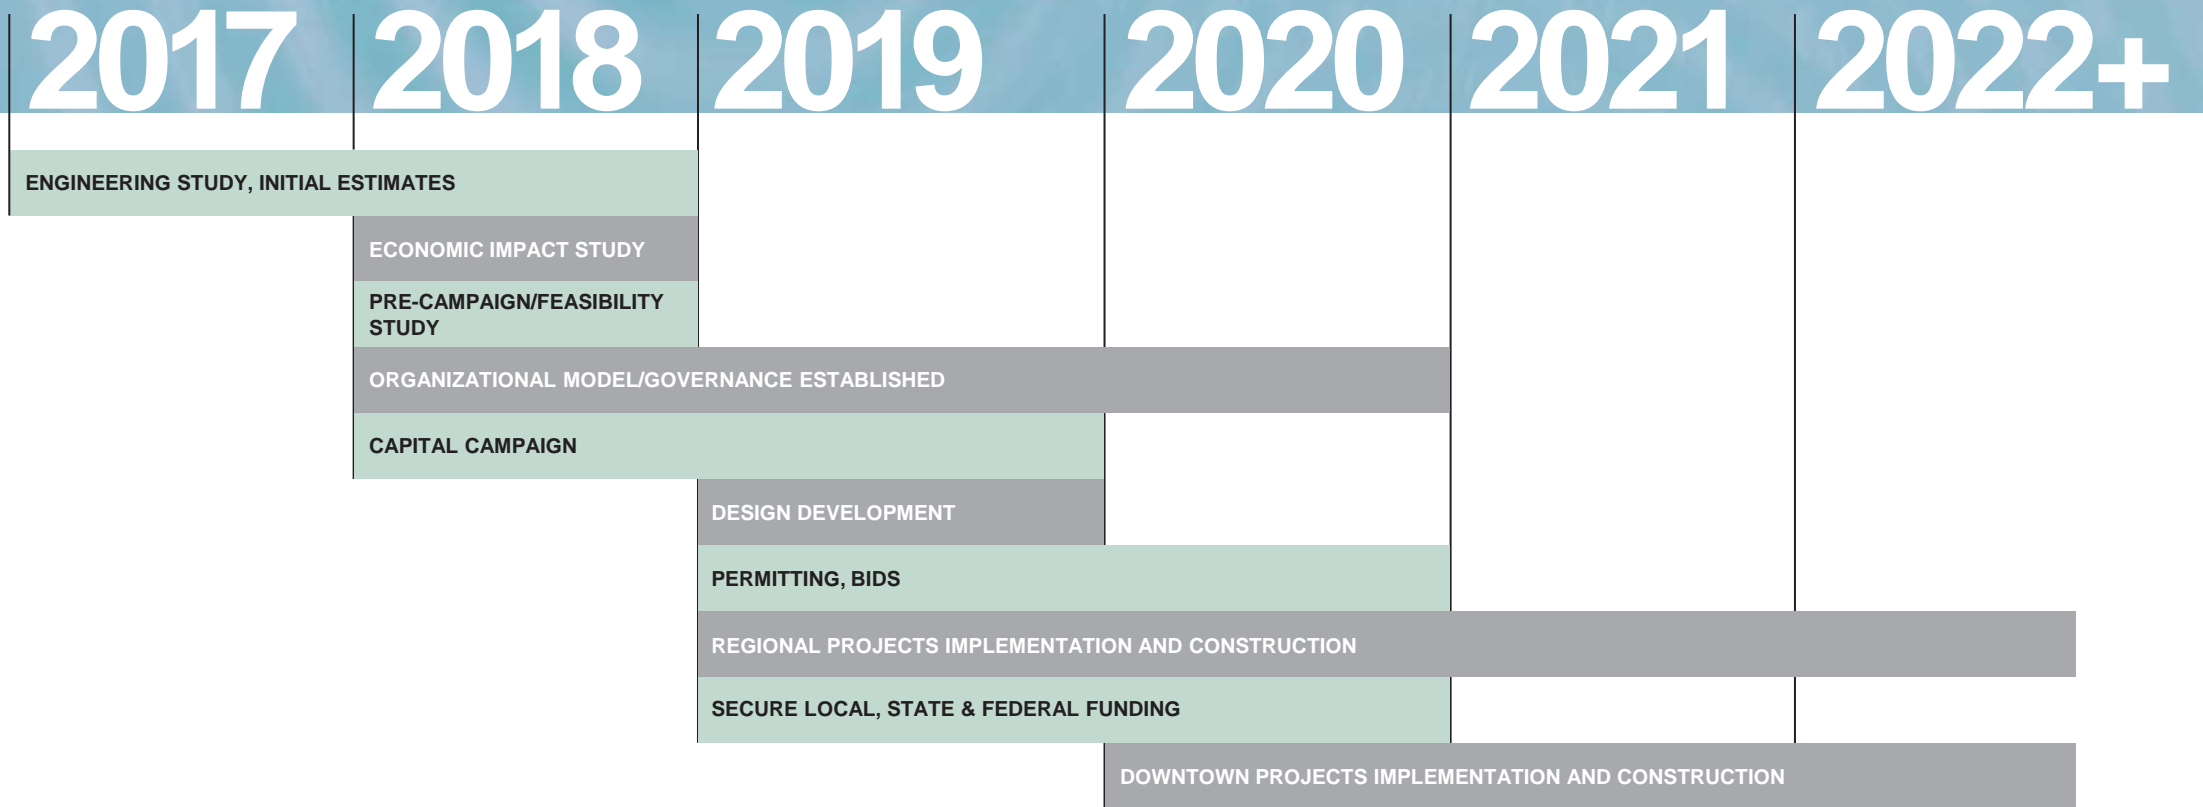 2017 2018 2019 2020 2021 2022+
ENGINEERING STUDY, INITIAL ESTIMATES
ECONOMIC IMPACT STUDY
PRE-CAMPAIGN/FEASIBILITY
STUDY
ORGANIZATIONAL MODEL/GOVERNANCE ESTABLISHED
CAPITAL CAMPAIGN
DESIGN DEVELOPMENT
PERMITTING, BIDS
REGIONAL PROJECTS IMPLEMENTATION AND CONSTRUCTION
SECURE LOCAL, STATE & FEDERAL FUNDING
DOWNTOWN PROJECTS IMPLEMENTATION AND CONSTRUCTION